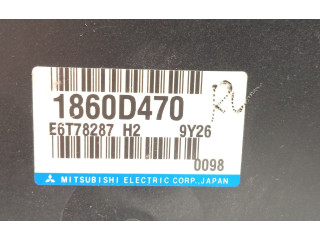 1860D470
E6T78287 H2 9Y26
0098
MITSUBISHI ELECTRIC CORP., JAPAN